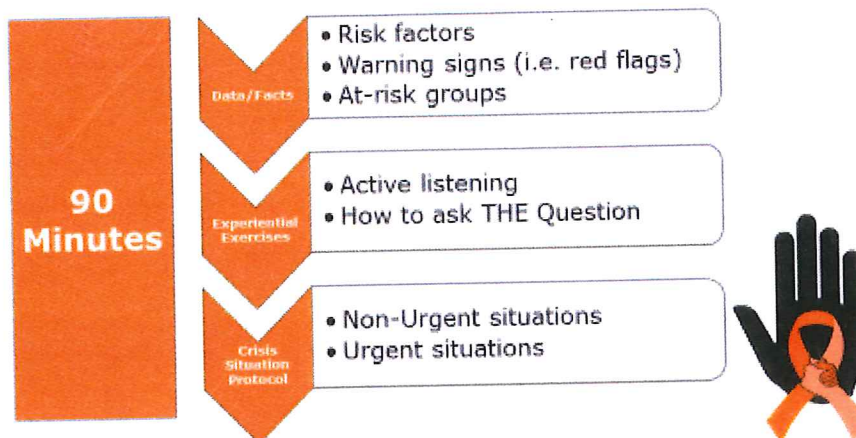 90
Minutes
Data/Facts
• Risk factors
• Warning signs (i.e. red flags)
• At-risk groups
Experiential
Exercises
• Active listening
• How to ask THE Question
Crisis
Situation
Protocol
• Non-Urgent situations
• Urgent situations